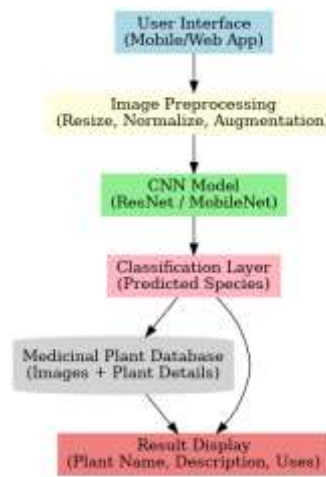 User Interface
(Mobile/Web App)
Image Preprocessing
(Resize, Normalize, Augmentation)
CNN Model
(ResNet / MobileNet)
Classification Layer
(Predicted Species)
Medicinal Plant Database
(Images + Plant Details)
Result Display
(Plant Name, Description, Uses)